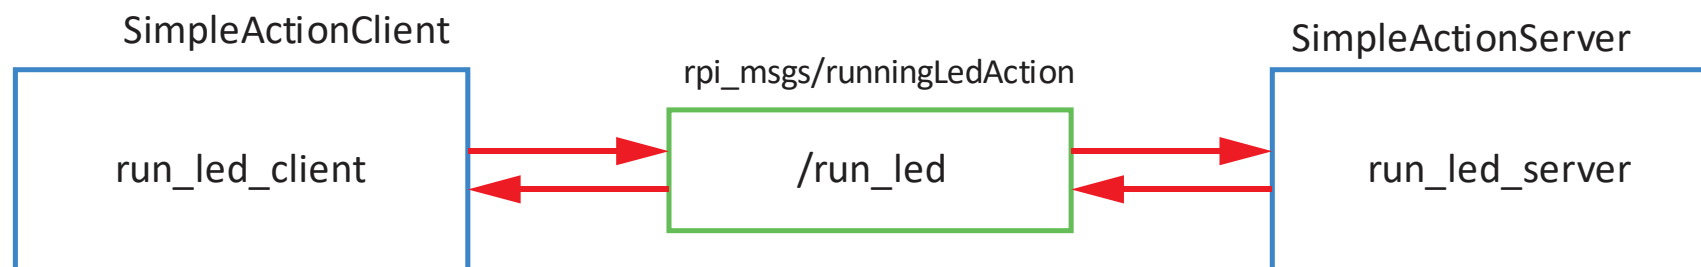 SimpleActionClient
SimpleActionServer
rpi_msgs/runningLedAction
run_led_client
/run_led
run_led_server